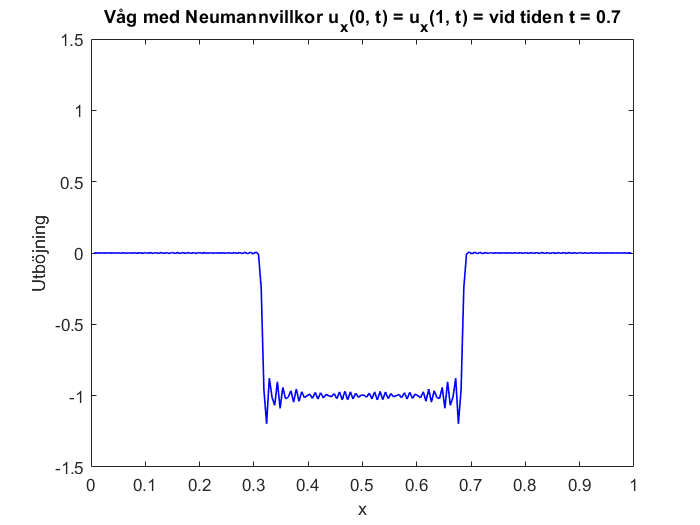 Våg med Neumannvillkor u_x(0, t) = u_x(1, t) = vid tiden t = 0.7
1.5
1
0.5
0
-0.5
-1
-1.5
Utböjning
0 0.1 0.2 0.3 0.4 0.5 0.6 0.7 0.8 0.9 1
x